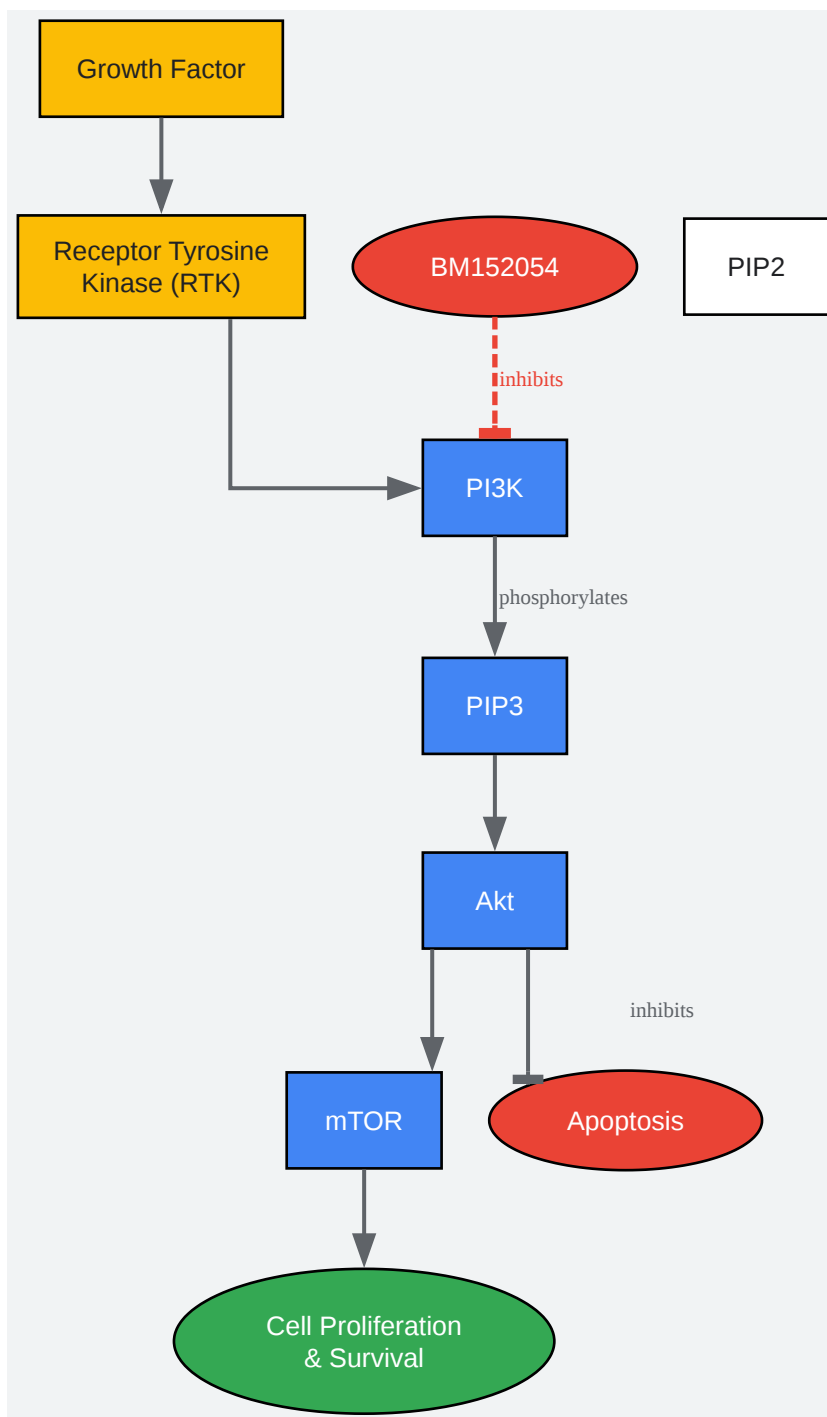 Growth Factor
Receptor Tyrosine
Kinase (RTK)
BM152054
PIP2
inhibits
PI3K
phosphorylates
PIP3
Akt
inhibits
mTOR
Apoptosis
Cell Proliferation
& Survival